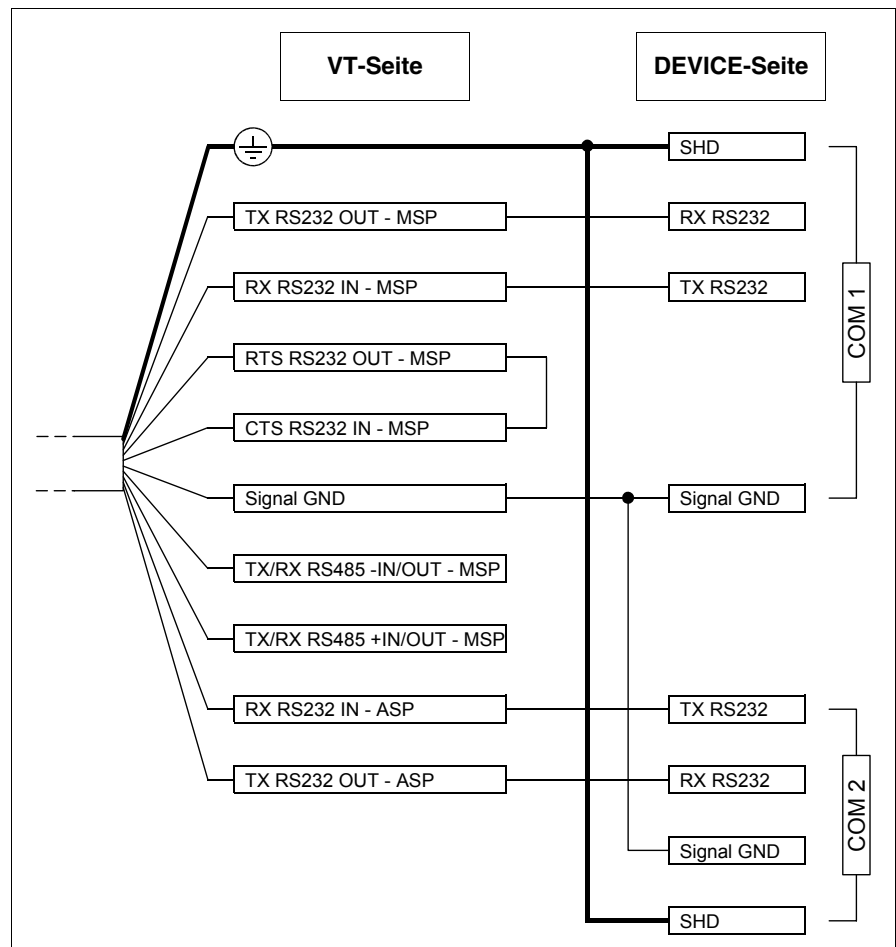 VT-Seite
DEVICE-Seite
SHD
TX RS232 OUT - MSP
RX RS232
RX RS232 IN - MSP
TX RS232
COM 1
RTS RS232 OUT - MSP
CTS RS232 IN - MSP
Signal GND
Signal GND
TX/RX RS485 -IN/OUT - MSP
TX/RX RS485 +IN/OUT - MSP
RX RS232 IN - ASP
TX RS232
TX RS232 OUT - ASP
RX RS232
COM 2
Signal GND
SHD